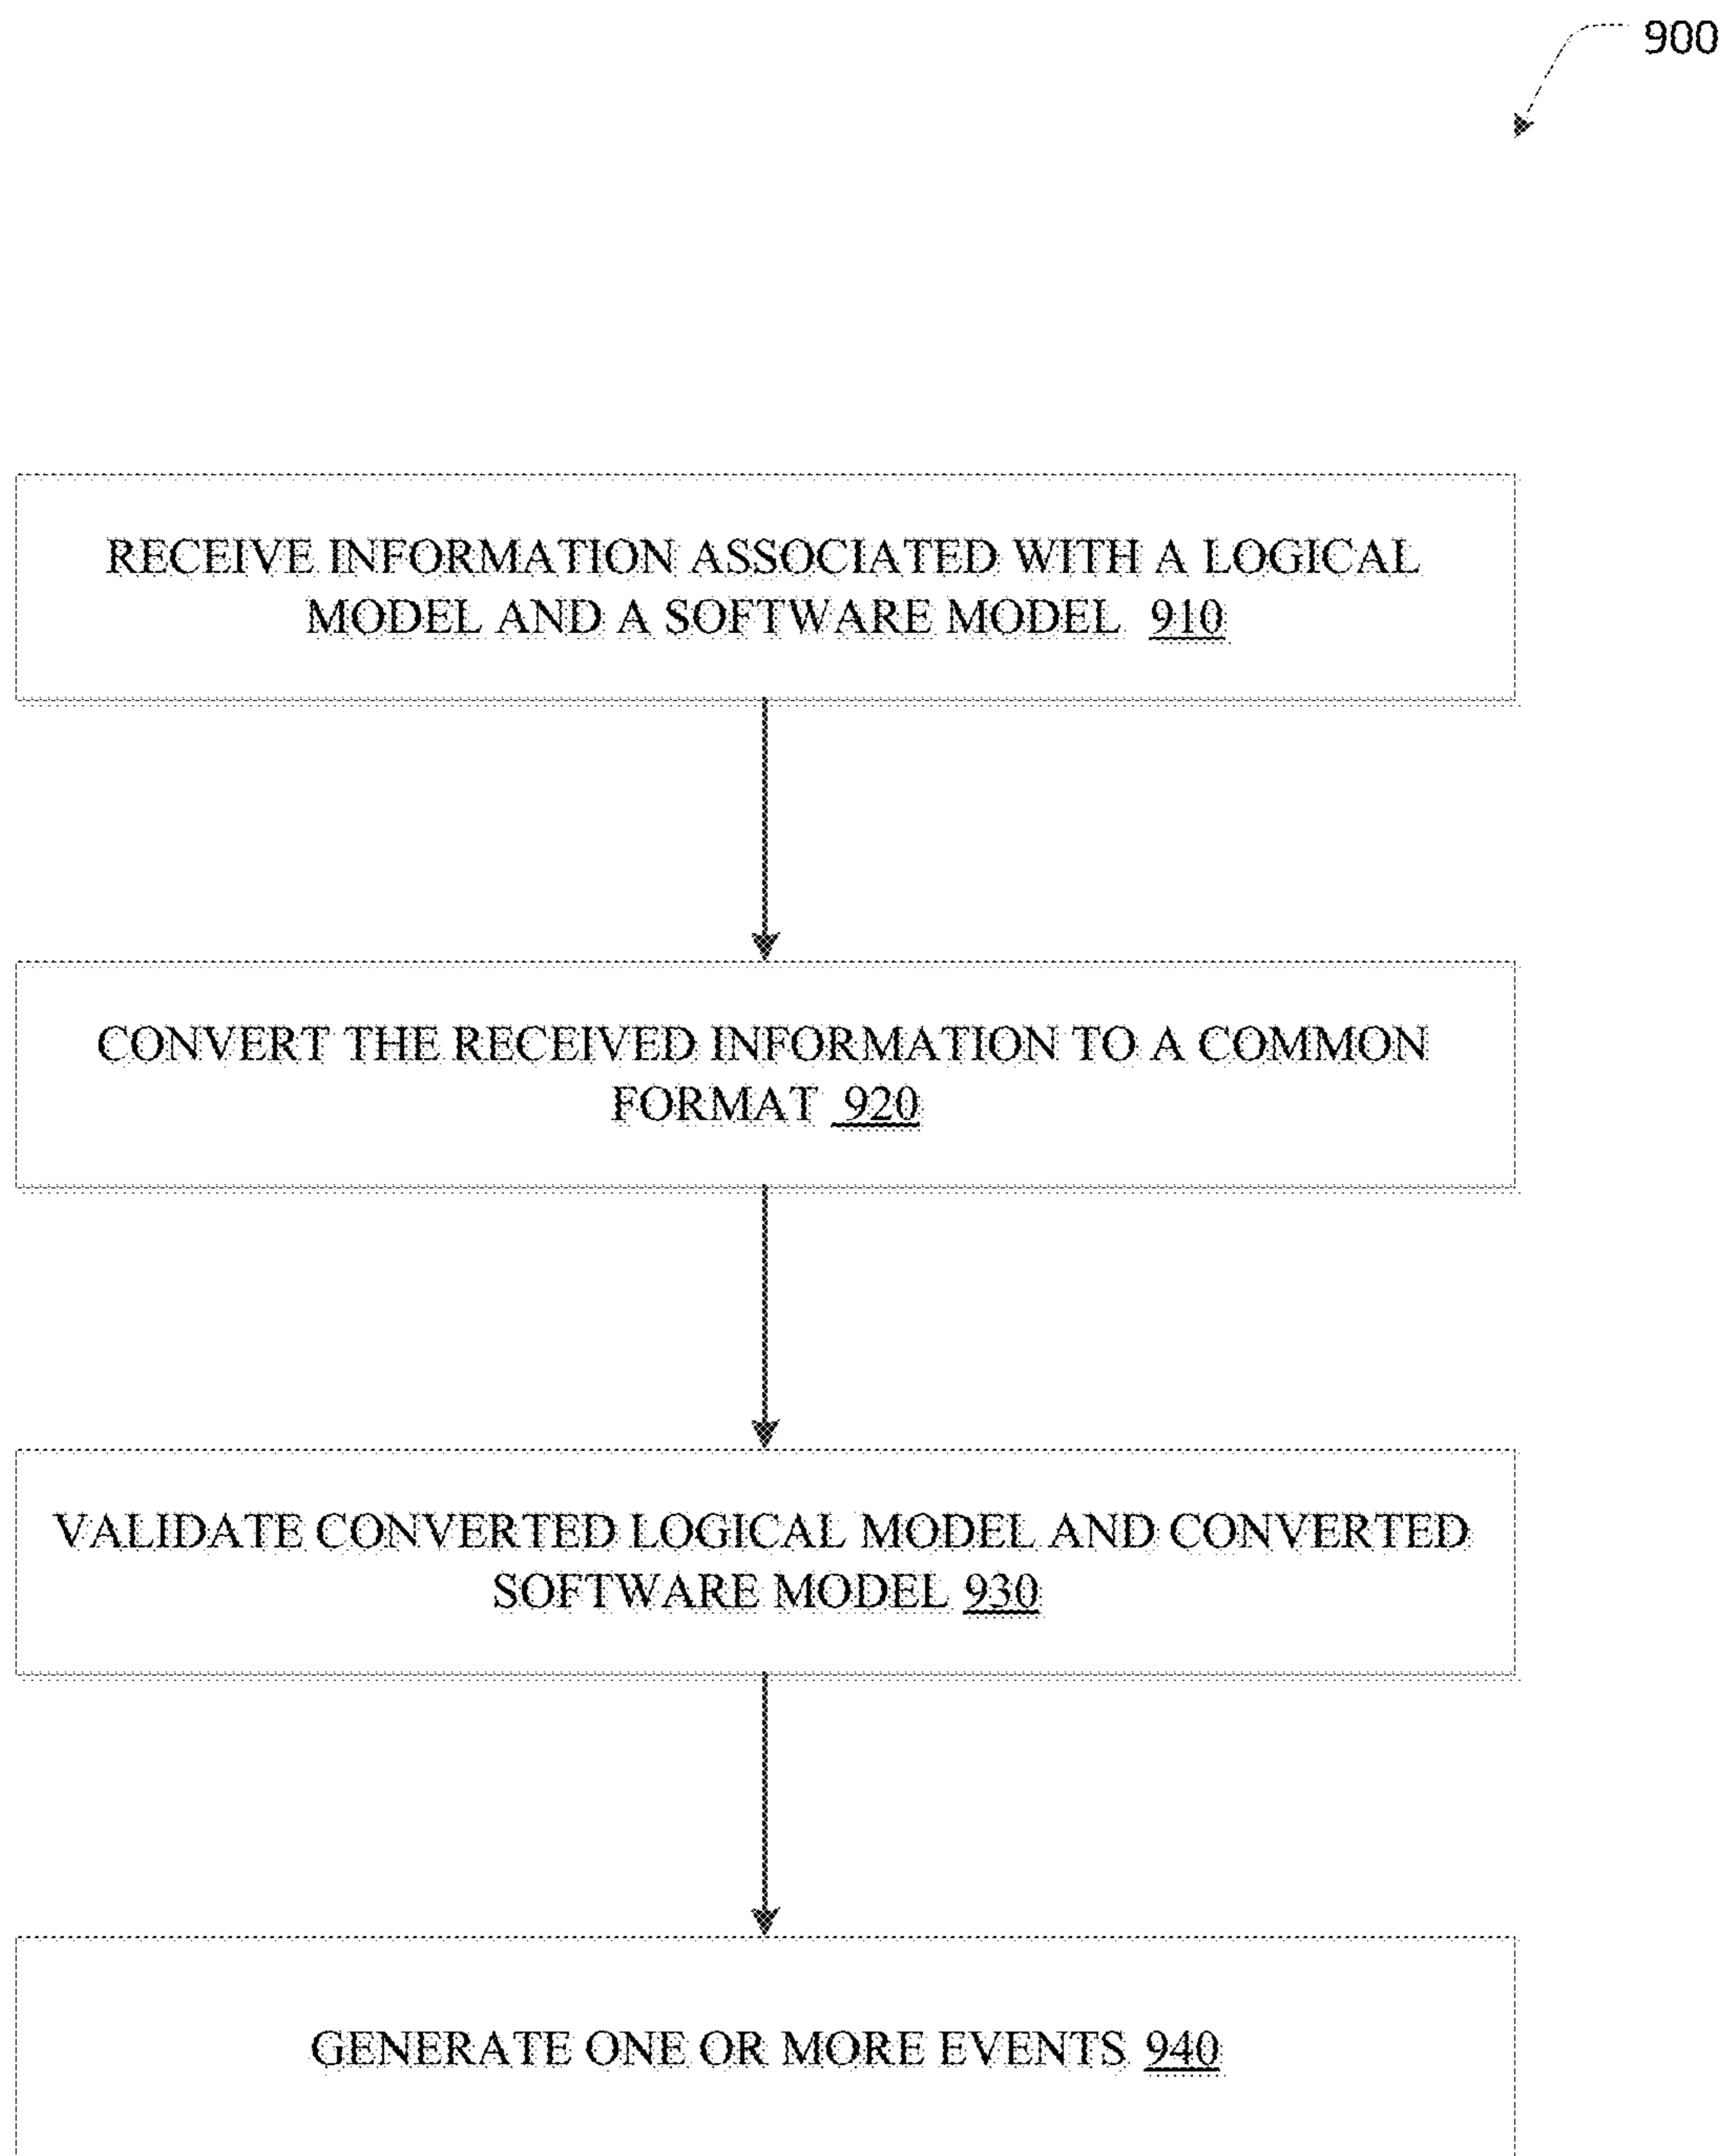 900
RECEIVE INFORMATION ASSOCIATED WITH A LOGICAL
MODEL AND A SOFTWARE MODEL 910
CONVERT THE RECEIVED INFORMATION TO A COMMON
FORMAT 920
VALIDATE CONVERTED LOGICAL MODEL AND CONVERTED
SOFTWARE MODEL 930
GENERATE ONE OR MORE EVENTS 940